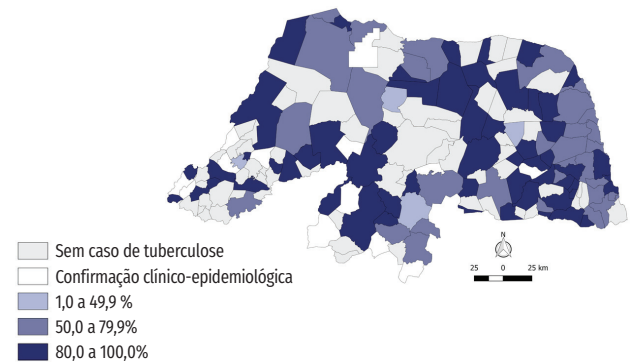 Sem caso de tuberculose
Confirmação clínico-epidemiológica
1,0 a 49,9 %
50,0 a 79,9%
80,0 a 100,0%
N
25 0 25 km